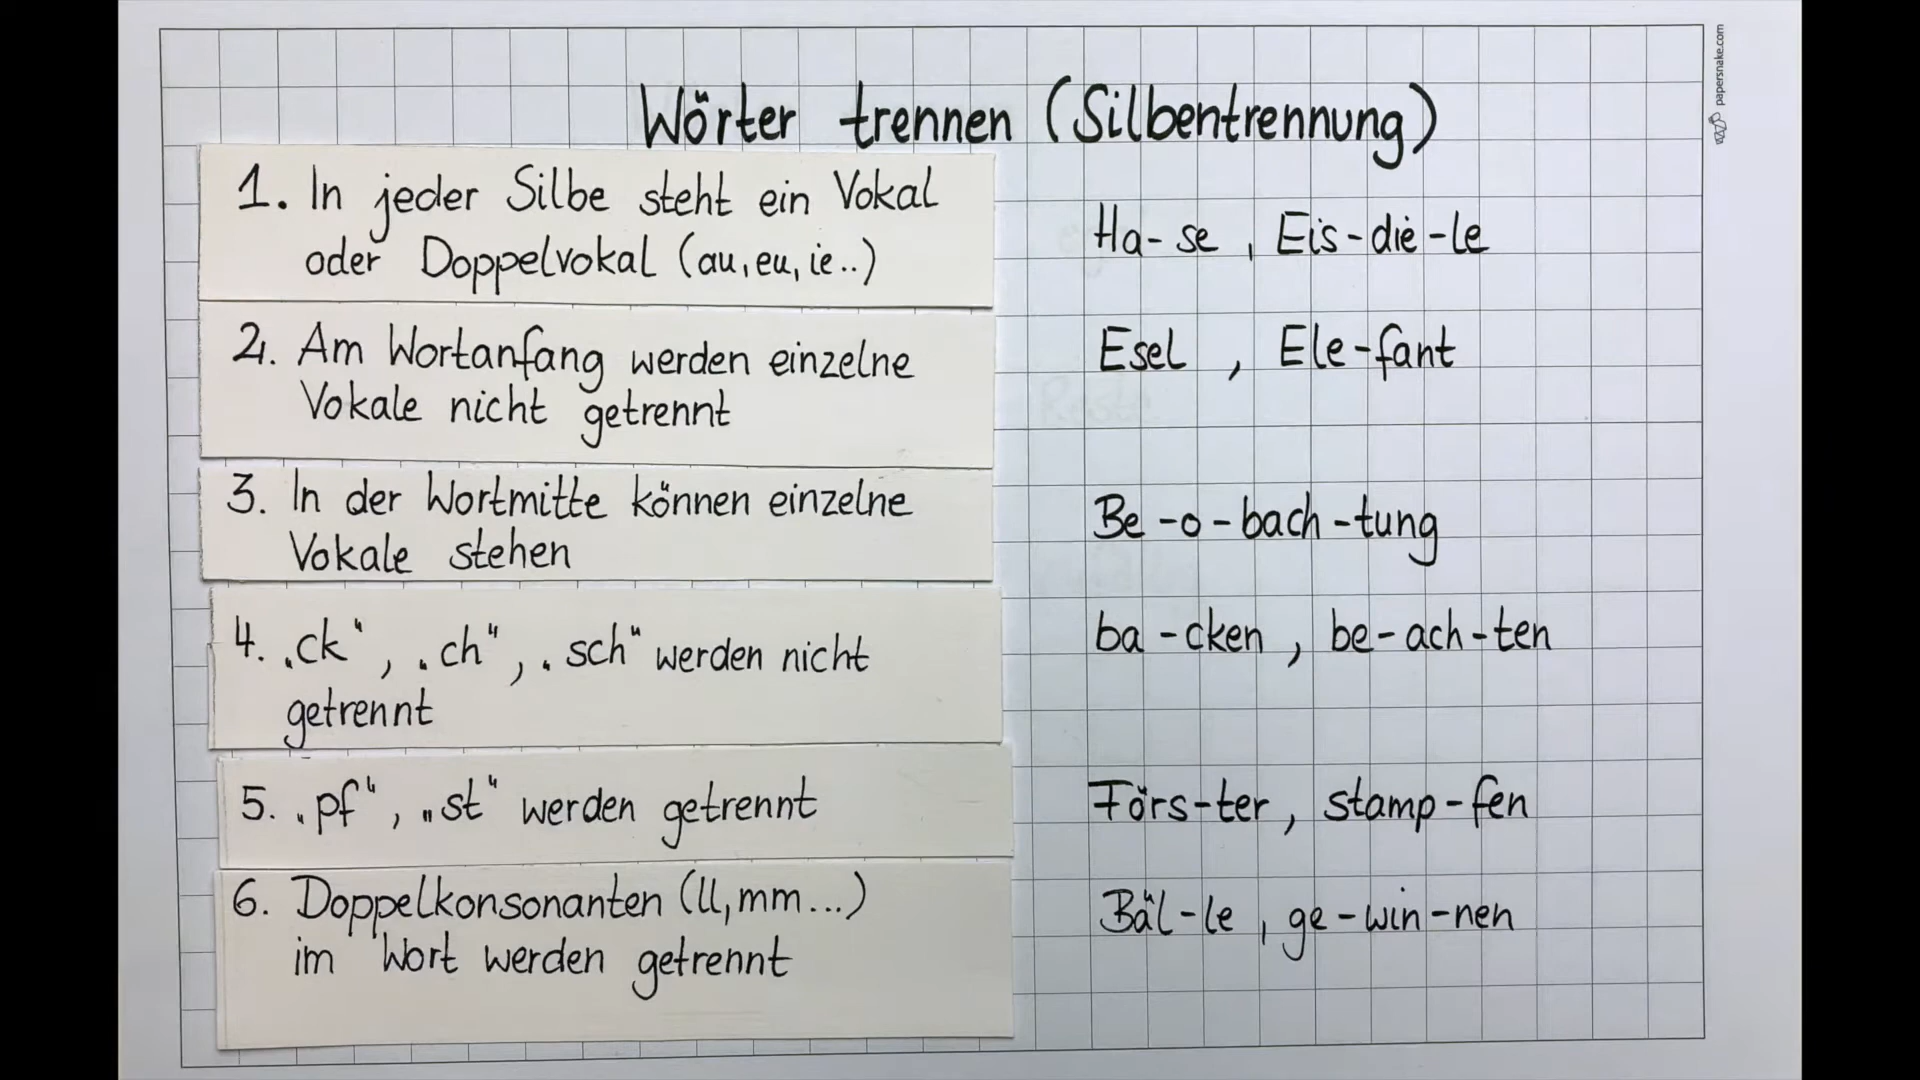 papersnake.com
Wörter trennen (Silbentrennung)
1. In jeder Silbe steht ein Vokal
oder Doppelvokal (au, eu, ie..)
Ha-se, Eis-die-le
2. Am Wortanfang werden einzelne
Vokale nicht getrennt
Esel, Ele-fant
3. In der Wortmitte können einzelne
Vokale stehen
Be-o-bach-tung
4. „ck“, „ch“, „sch“ werden nicht
getrennt
ba-cken, be-ach-ten
5. „pf“, „st“ werden getrennt
Förs-ter, stamp-fen
6. Doppelkonsonanten (ll, mm...)
im Wort werden getrennt
Bäl-le, ge-win-nen